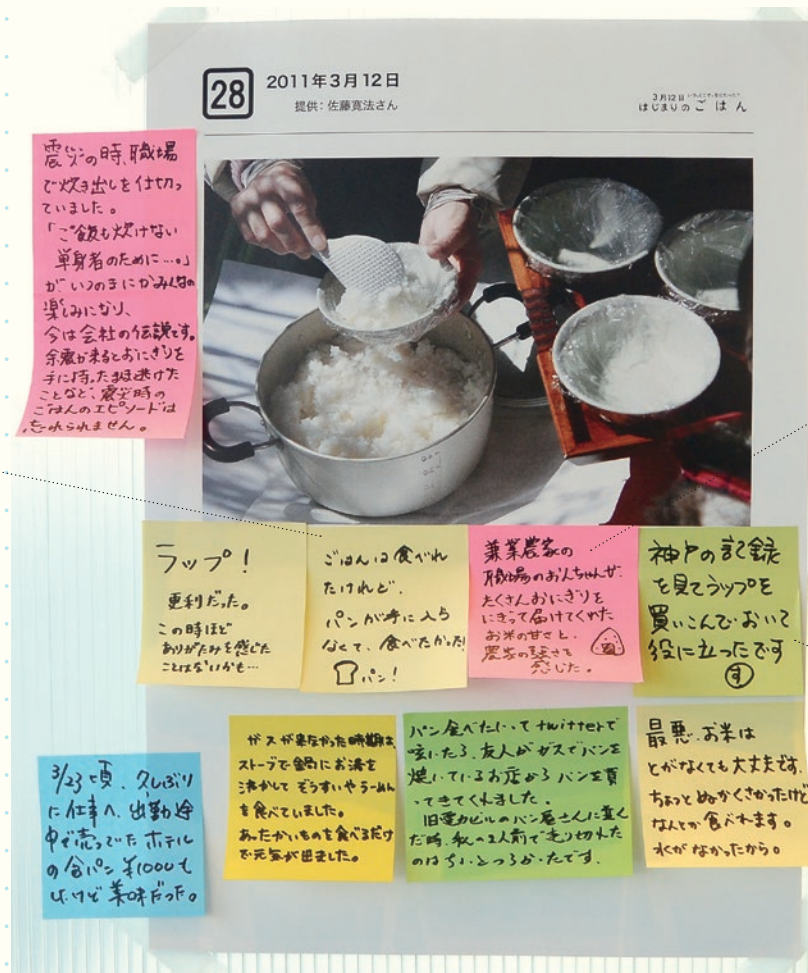 28
2011年3月12日
提供:佐藤寛法さん
3月12日
はじまりのごはん
震災の時、職場
で炊き出しを仕切っ
ていました。
「ご飯も炊けない
単身者のために…。」
がいつのまにかみんなの
楽しみになり、
今は会社の伝説です。
余震が来るとおにぎりを
手に持ったまま逃げた
ことなど、震災時の
ごはんのエピソードは
忘れられません。
ラップ!
便利だった。
この時ほど
ありがたみを感じた
ことはないかも…
ごはんは食べれ
たけれど、
パンが手に入ら
なくて、食べたかった!
パン!
兼業農家の
職場のおんちゃんが、
たくさんおにぎりを
にぎって届けてくれた
お米の甘さと、
農家の強さを
感じた。
神戸の記録
を見てラップを
買いこんでおいて
役に立ったです
す
3/23頃、久しぶり
に仕事へ、出勤途
中で売っていたホテル
の食パン ¥1000も
したけど美味だった。
ガスが来なかった時期は、
ストーブで鍋にお湯を
沸かしてぞうすいやらーめん
を食べていました。
あったかいものを食べるだけ
で元気が出ました。
パン食べたいってtwitterで
呟いたら、友人がガスでパンを
焼いているお店からパンを買
ってきてくれました。
旧電力ビルのパン屋さんに並ん
だ時、私の2人前で売り切れた
のはちょっとつらかったです。
最悪、お米は
とがなくても大丈夫です、
ちょっとぬかくさかったけど
なんとか食べれます。
水がなかったから。